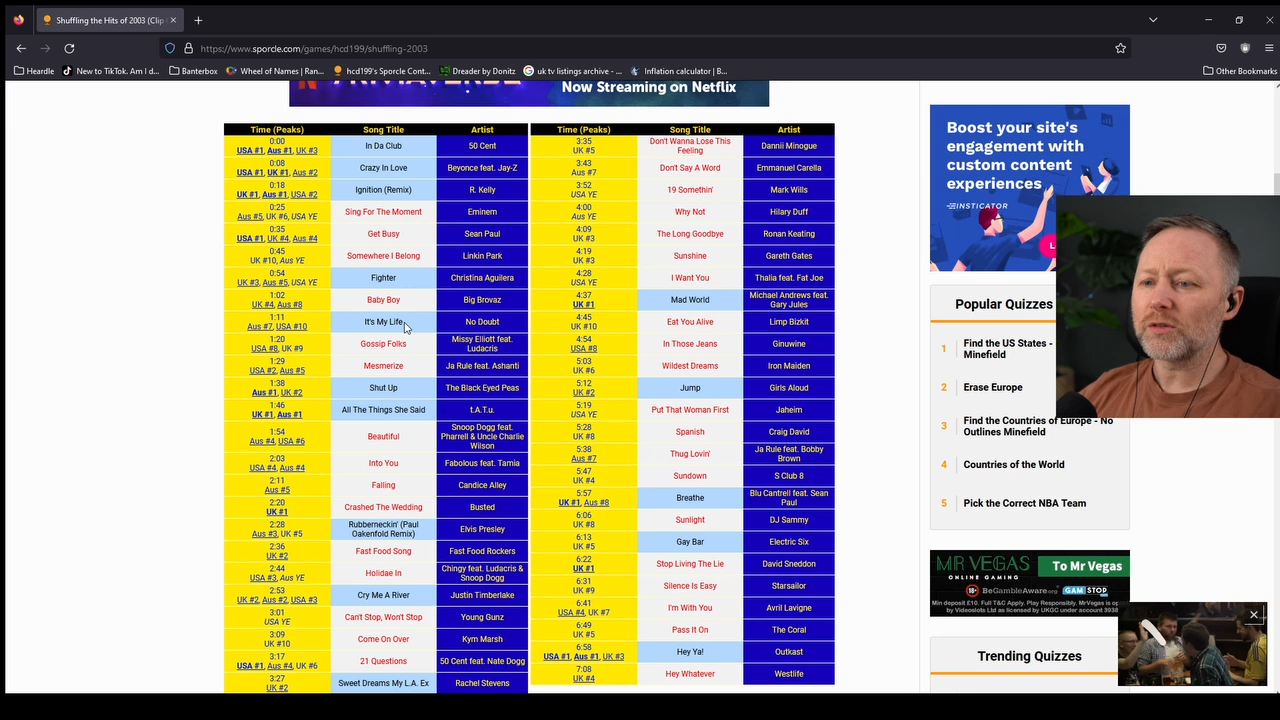 Shuffling the Hits of 2003 (Clip
https://www.sporcle.com/games/hcd199/shuffling-2003
Heardle
New to TikTok. Am I d...
Banterbox
Wheel of Names | Ran...
hcd199's Sporcle Cont...
Dreader by Donitz
uk tv listings archive - ...
Inflation calculator | B...
Other Bookmarks
Now Streaming on Netflix
Time (Peaks) Song Title Artist
0:00
USA #1, Aus #1, UK #3
In Da Club
50 Cent
0:08
USA #1, UK #1, Aus #2
Crazy In Love
Beyonce feat. Jay-Z
0:18
UK #1, Aus #1, USA #2
Ignition (Remix)
R. Kelly
0:25
Aus #5, UK #6, USA YE
Sing For The Moment
Eminem
0:35
USA #1, UK #4, Aus #4
Get Busy
Sean Paul
0:45
UK #10, Aus YE
Somewhere I Belong
Linkin Park
0:54
UK #3, Aus #5, USA YE
Fighter
Christina Aguilera
1:02
UK #4, Aus #8
Baby Boy
Big Brovaz
1:11
Aus #7, USA #10
It's My Life
No Doubt
1:20
USA #8, UK #9
Gossip Folks
Missy Elliott feat.
Ludacris
1:29
USA #2, Aus #5
Mesmerize
Ja Rule feat. Ashanti
1:38
Aus #1, UK #2
Shut Up
The Black Eyed Peas
1:46
UK #1, Aus #1
All The Things She Said
t.A.T.u.
1:54
Aus #4, USA #6
Beautiful
Snoop Dogg feat.
Pharrell & Uncle Charlie
Wilson
2:03
USA #4, Aus #4
Into You
Fabolous feat. Tamia
2:11
Aus #5
Falling
Candice Alley
2:20
UK #1
Crashed The Wedding
Busted
2:28
Aus #3, UK #5
Rubberneckin' (Paul
Oakenfold Remix)
Elvis Presley
2:36
UK #2
Fast Food Song
Fast Food Rockers
2:44
USA #3, Aus YE
Holidae In
Chingy feat. Ludacris &
Snoop Dogg
2:53
UK #2, Aus #2, USA #3
Cry Me A River
Justin Timberlake
3:01
USA YE
Can't Stop, Won't Stop
Young Gunz
3:09
UK #10
Come On Over
Kym Marsh
3:17
USA #1, Aus #4, UK #6
21 Questions
50 Cent feat. Nate Dogg
3:27
UK #2
Sweet Dreams My L.A. Ex
Rachel Stevens
Time (Peaks) Song Title Artist
3:35
UK #5
Don't Wanna Lose This
Feeling
Dannii Minogue
3:43
Aus #7
Don't Say A Word
Emmanuel Carella
3:52
USA YE
19 Somethin'
Mark Wills
4:00
Aus YE
Why Not
Hilary Duff
4:09
UK #3
The Long Goodbye
Ronan Keating
4:19
UK #3
Sunshine
Gareth Gates
4:28
USA YE
I Want You
Thalia feat. Fat Joe
4:37
UK #1
Mad World
Michael Andrews feat.
Gary Jules
4:45
UK #10
Eat You Alive
Limp Bizkit
4:54
USA #8
In Those Jeans
Ginuwine
5:03
UK #6
Wildest Dreams
Iron Maiden
5:12
UK #2
Jump
Girls Aloud
5:19
USA YE
Put That Woman First
Jaheim
5:28
UK #8
Spanish
Craig David
5:38
Aus #7
Thug Lovin'
Ja Rule feat. Bobby
Brown
5:47
UK #4
Sundown
S Club 8
5:57
UK #1, Aus #8
Breathe
Blu Cantrell feat. Sean
Paul
6:06
UK #8
Sunlight
DJ Sammy
6:13
UK #5
Gay Bar
Electric Six
6:22
UK #1
Stop Living The Lie
David Sneddon
6:31
UK #9
Silence Is Easy
Starsailor
6:41
USA #4, UK #7
I'm With You
Avril Lavigne
6:49
UK #5
Pass It On
The Coral
6:58
USA #1, Aus #1, UK #3
Hey Ya!
Outkast
7:08
UK #4
Hey Whatever
Westlife
Boost your site's
engagement with
custom content
experiences
INSTICATOR
L
Popular Quizzes
1 Find the US States -
Minefield
2 Erase Europe
3 Find the Countries of Europe - No
Outlines Minefield
4 Countries of the World
5 Pick the Correct NBA Team
MR VEGAS
ONLINE GAMING
To Mr Vegas
18+ BeGambleAware.org GAMSTOP
Min deposit £10. Full T&C Apply. Play Responsibly. MrVegas is o
by Videoslots Ltd as licensed by UKGC under account 3938
Trending Quizzes